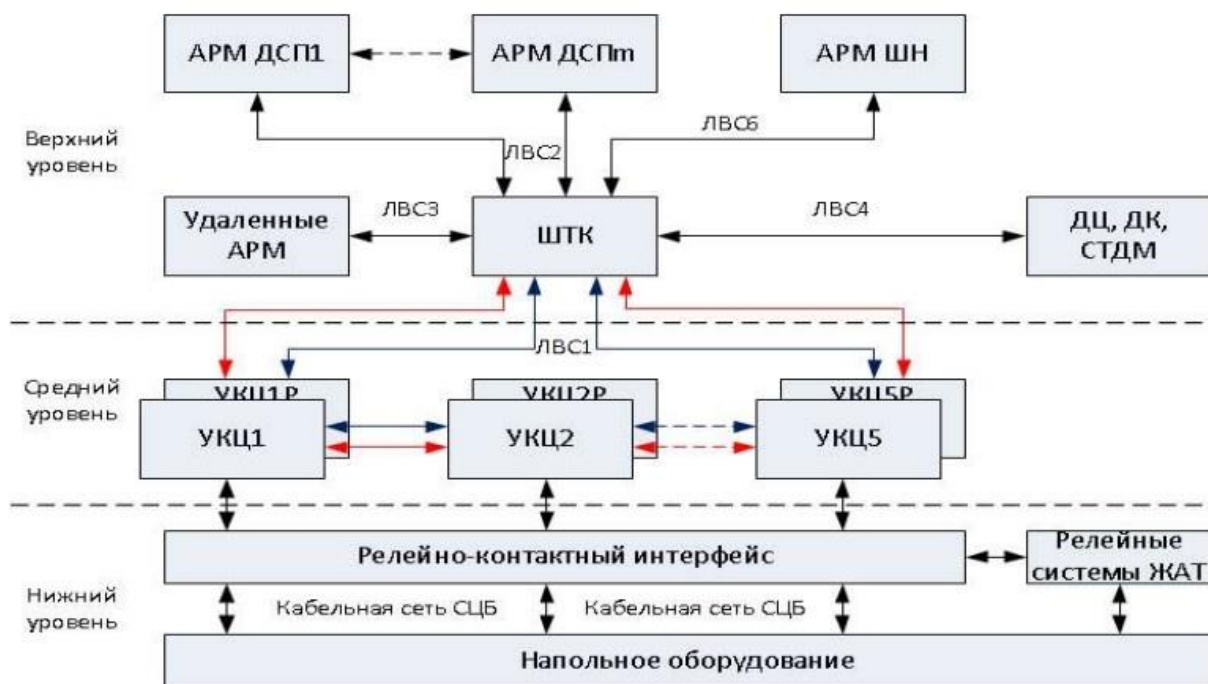 АРМ ДСП1
АРМ ДСПm
АРМ ШН
Верхний
уровень
ЛВС2
ЛВС6
Удаленные
АРМ
ЛВС3
ШТК
ЛВС4
ДЦ, ДК,
СТДМ
ЛВС1
Средний
уровень
УКЦ1Р
УКЦ2Р
УКЦ5Р
УКЦ1
УКЦ2
УКЦ5
Релейно-контактный интерфейс
Релейные
системы ЖАТ
Нижний
уровень
Кабельная сеть СЦБ
Кабельная сеть СЦБ
Напольное оборудование